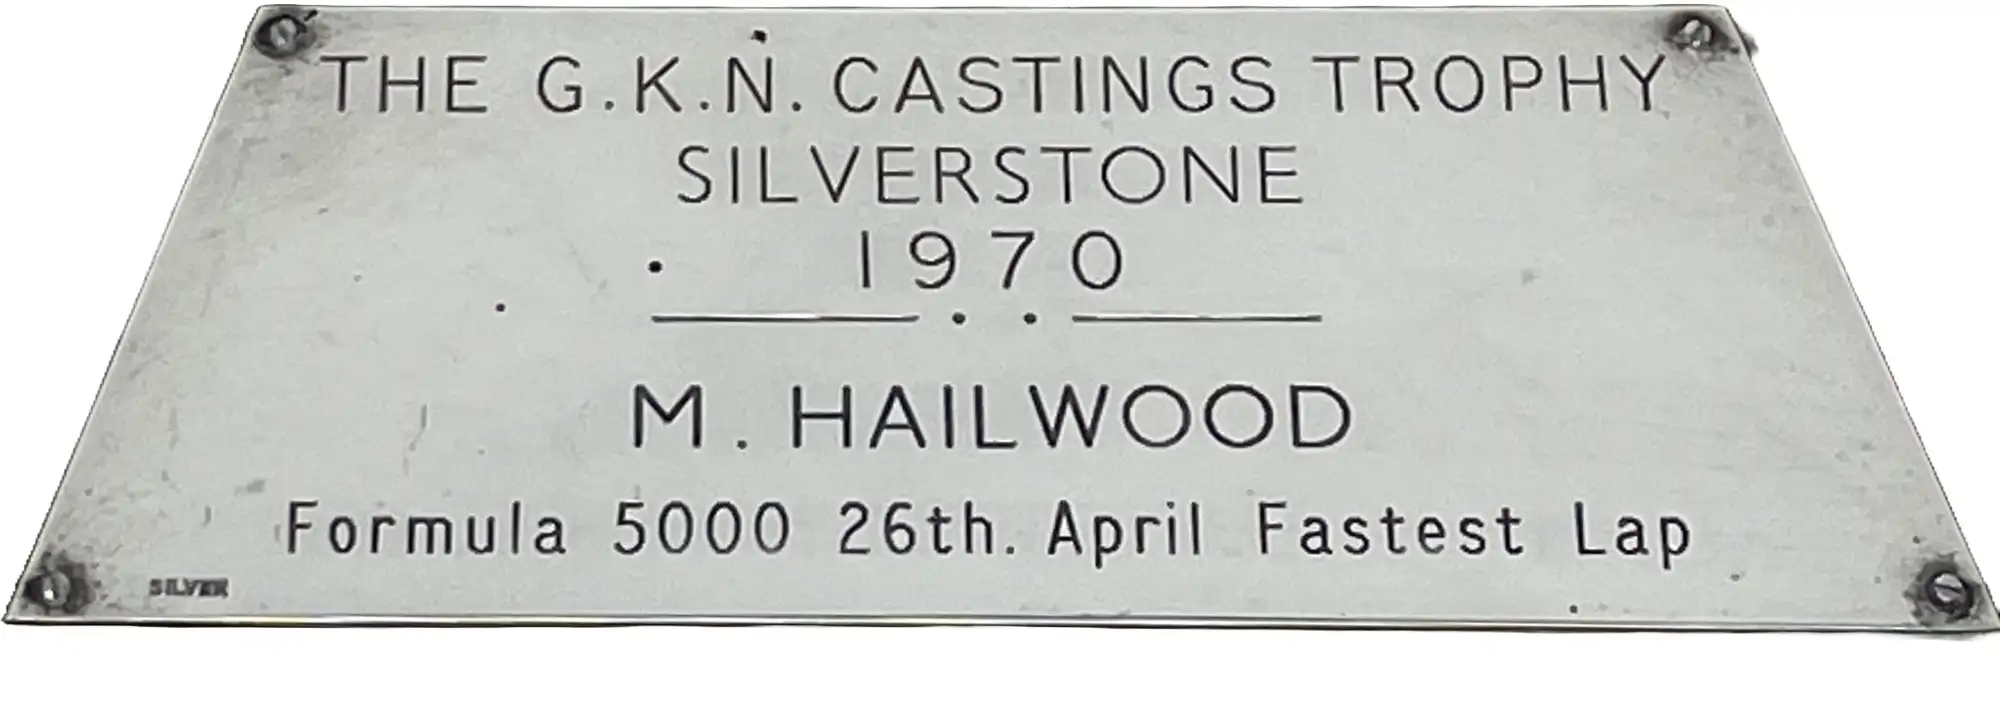 THE G.K.N. CASTINGS TROPHY
SILVERSTONE
1970
M. HAILWOOD
Formula 5000 26th. April Fastest Lap
SILVER